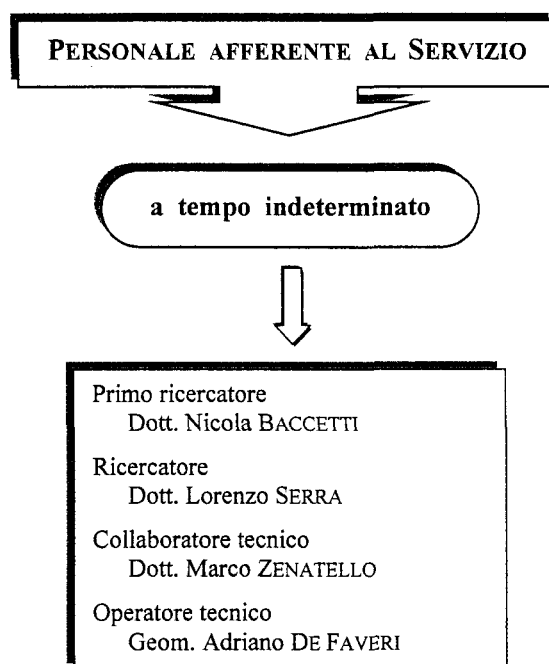 PERSONALE AFFERENTE AL SERVIZIO
a tempo indeterminato
Primo ricercatore
Dott. Nicola BACCETTI
Ricercatore
Dott. Lorenzo SERRA
Collaboratore tecnico
Dott. Marco ZENATELLO
Operatore tecnico
Geom. Adriano DE FAVERI